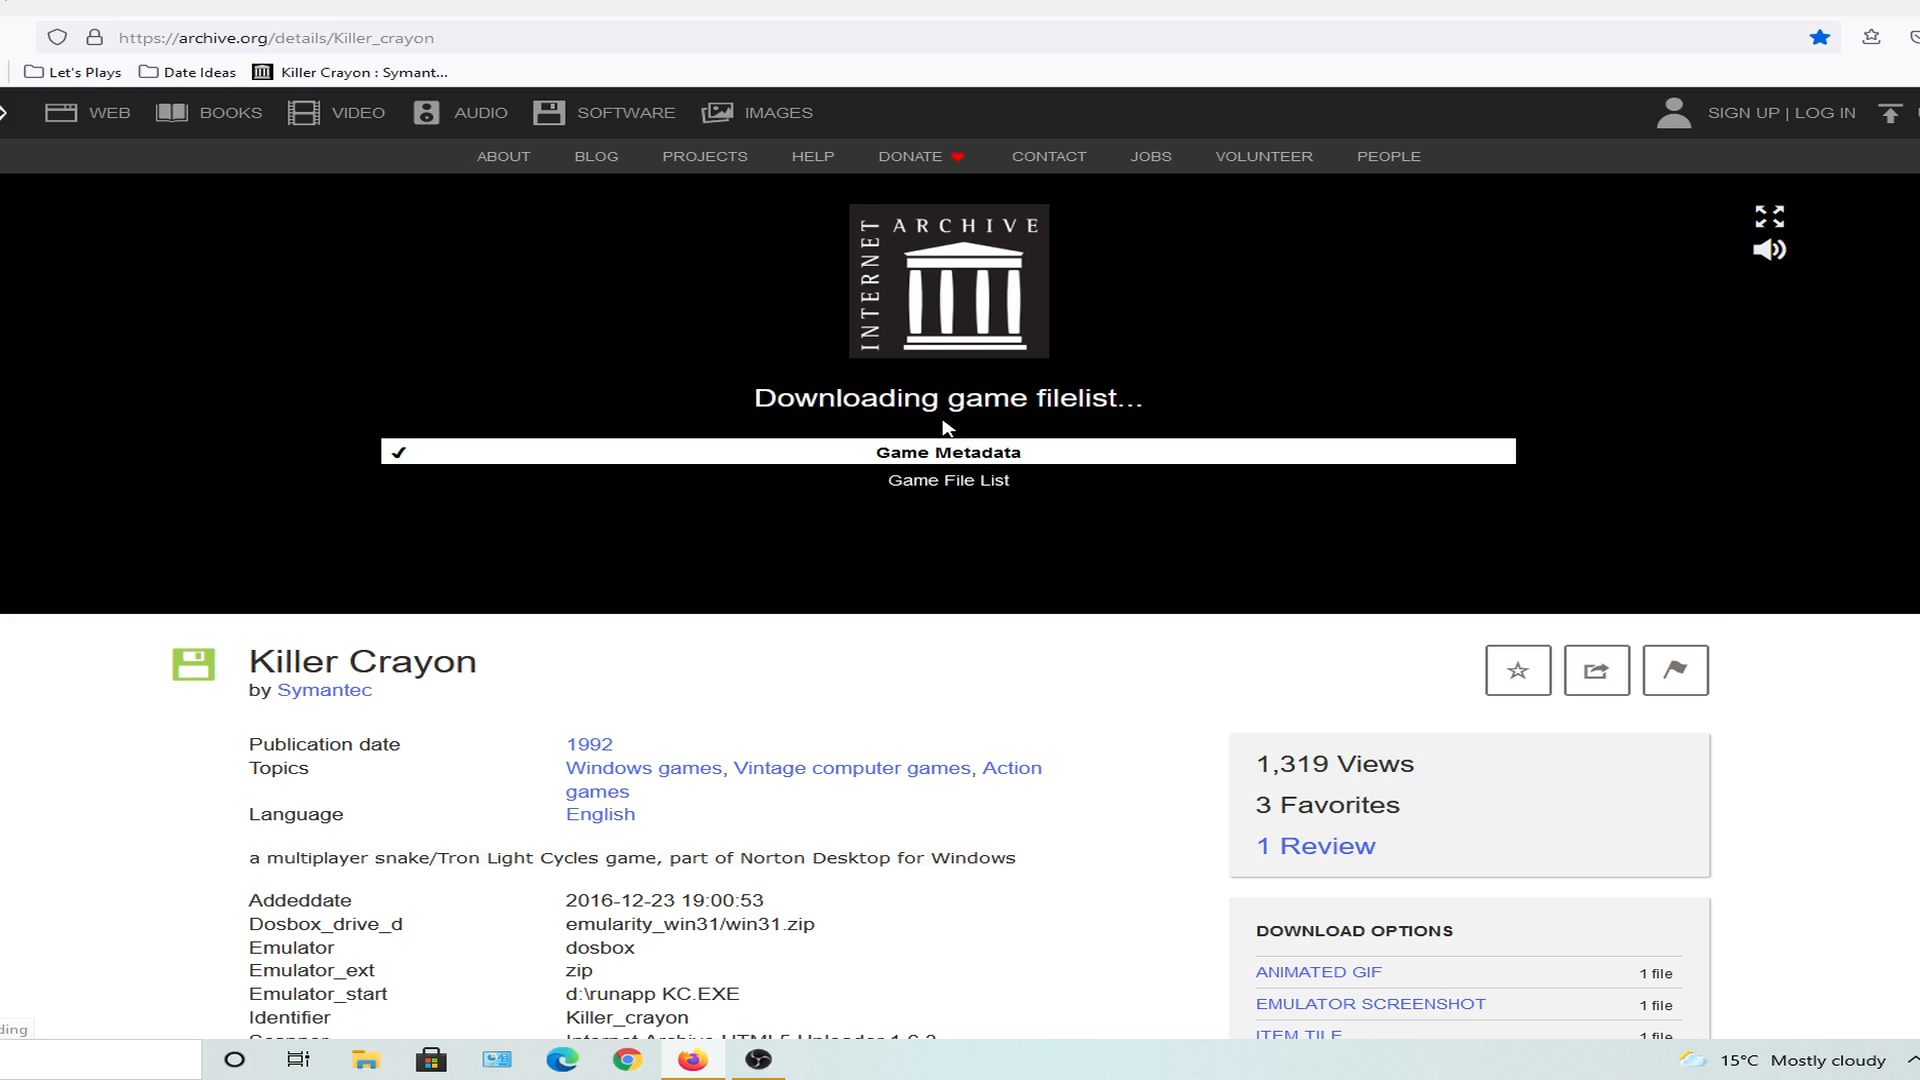 https://archive.org/details/Killer_crayon
Let's Plays Date Ideas Killer Crayon : Symant...
WEB BOOKS VIDEO AUDIO SOFTWARE IMAGES SIGN UP | LOG IN
ABOUT BLOG PROJECTS HELP DONATE CONTACT JOBS VOLUNTEER PEOPLE
INTERNET ARCHIVE
Downloading game filelist...
✔ Game Metadata
Game File List
Killer Crayon
by Symantec
Publication date 1992
Topics Windows games, Vintage computer games, Action
games
Language English
a multiplayer snake/Tron Light Cycles game, part of Norton Desktop for Windows
Addeddate 2016-12-23 19:00:53
Dosbox_drive_d emularity_win31/win31.zip
Emulator dosbox
Emulator_ext zip
Emulator_start d:\runapp KC.EXE
Identifier Killer_crayon
1,319 Views
3 Favorites
1 Review
DOWNLOAD OPTIONS
ANIMATED GIF 1 file
EMULATOR SCREENSHOT 1 file
ITEM TILE 1 file
ding
15°C Mostly cloudy